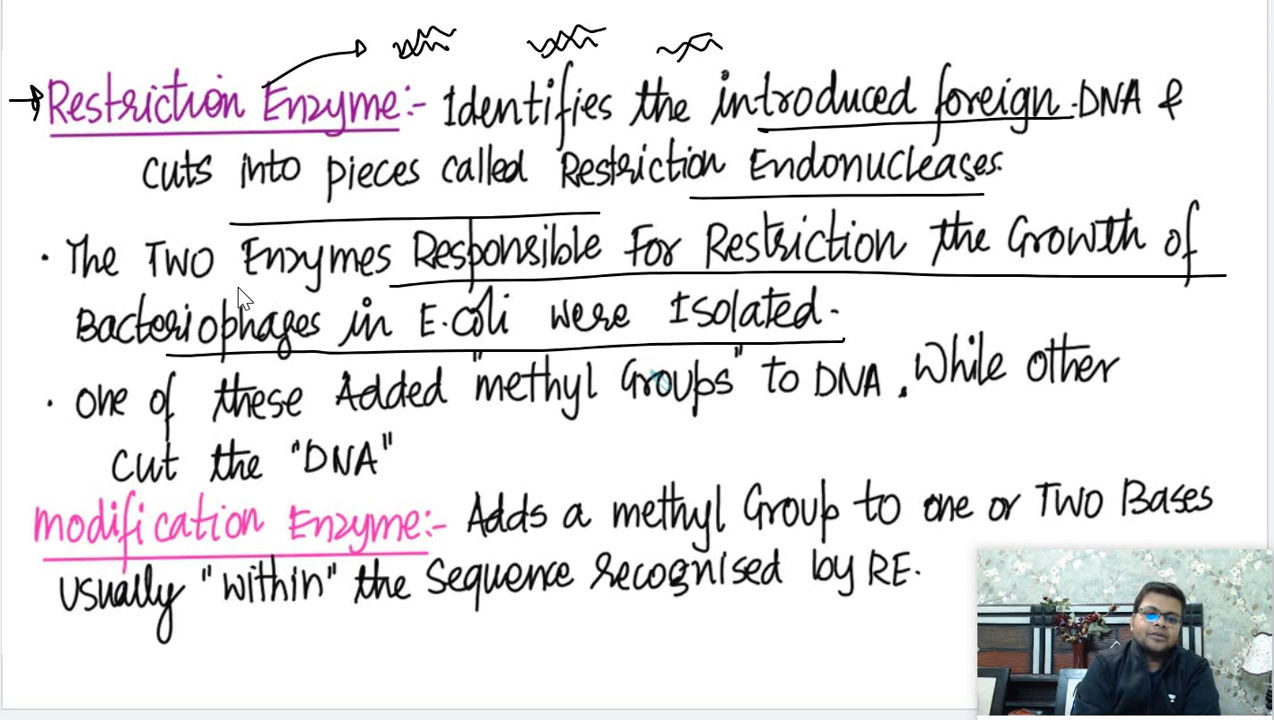 Restriction Enzyme:- Identifies the introduced foreign DNA &
cuts into pieces called Restriction Endonucleases.
• The Two Enzymes Responsible For Restriction the Growth of
Bacteriophages in E.Coli were Isolated.
• one of these Added "methyl Groups" to DNA. While other
cut the "DNA"
modification Enzyme:- Adds a methyl Group to one or Two Bases
usually "within" the Sequence recognised by RE.